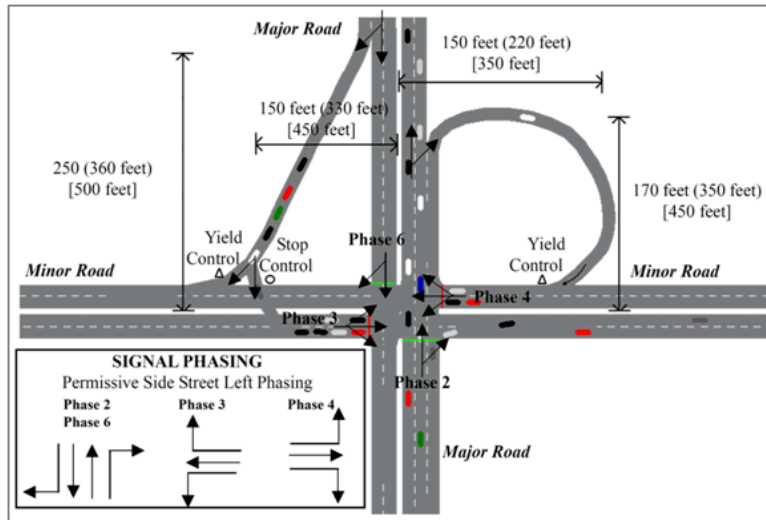 Major Road
150 feet (220 feet)
[350 feet]
150 feet (330 feet)
[450 feet]
250 (360 feet)
[500 feet]
170 feet (350 feet)
[450 feet]
Yield
Control
Stop
Control
Phase 6
Yield
Control
Minor Road
Minor Road
Phase 4
Phase 3
Phase 2
Major Road
SIGNAL PHASING
Permissive Side Street Left Phasing
Phase 2
Phase 6
Phase 3
Phase 4